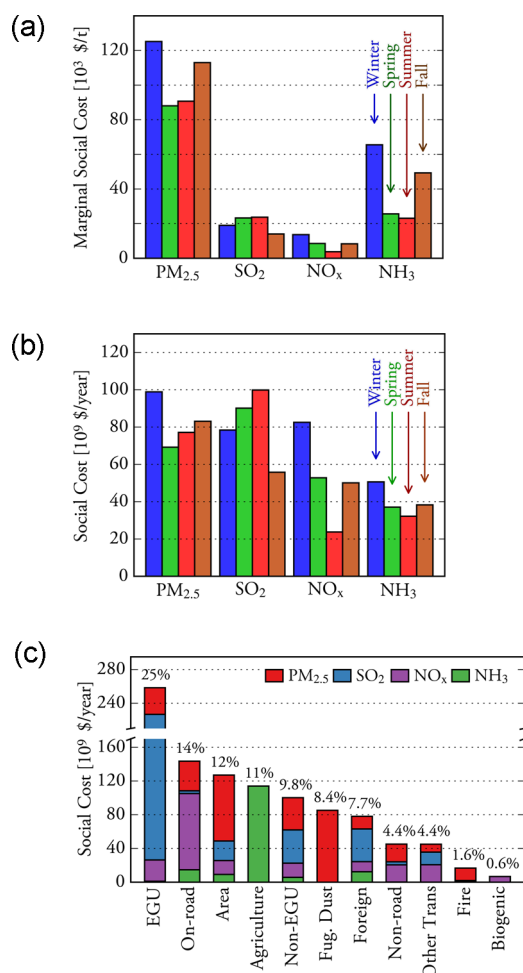 (a)
Marginal Social Cost [10³ $/t]
120
80
40
0
Winter
Spring
Summer
Fall
PM₂.₅ SO₂ NOₓ NH₃
(b)
Social Cost [10⁹ $/year]
120
100
80
60
40
20
0
Winter
Spring
Summer
Fall
PM₂.₅ SO₂ NOₓ NH₃
(c)
Social Cost [10⁹ $/year]
280
240
160
120
80
40
0
PM₂.₅ SO₂ NOₓ NH₃
25%
14%
12%
11%
9.8%
8.4%
7.7%
4.4%
4.4%
1.6%
0.6%
EGU
On-road
Area
Agriculture
Non-EGU
Fug. Dust
Foreign
Non-road
Other Trans
Fire
Biogenic